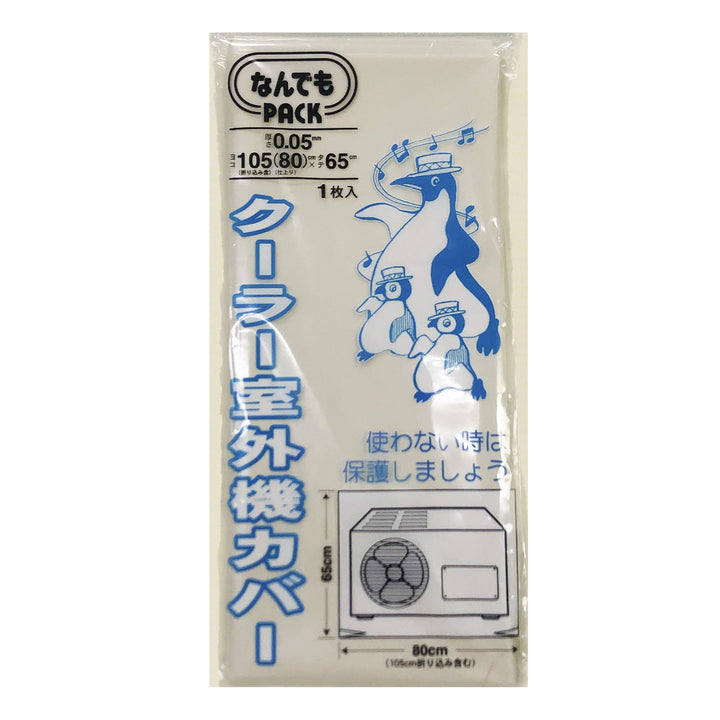 なんでも
PACK
厚さ0.05mm
ヨコ105(80)cm×タテ65cm
(折り込み含)(仕上り)
1枚入
クーラー室外機カバー
使わない時は
保護しましょう
65cm
80cm
(105cm折り込み含む)